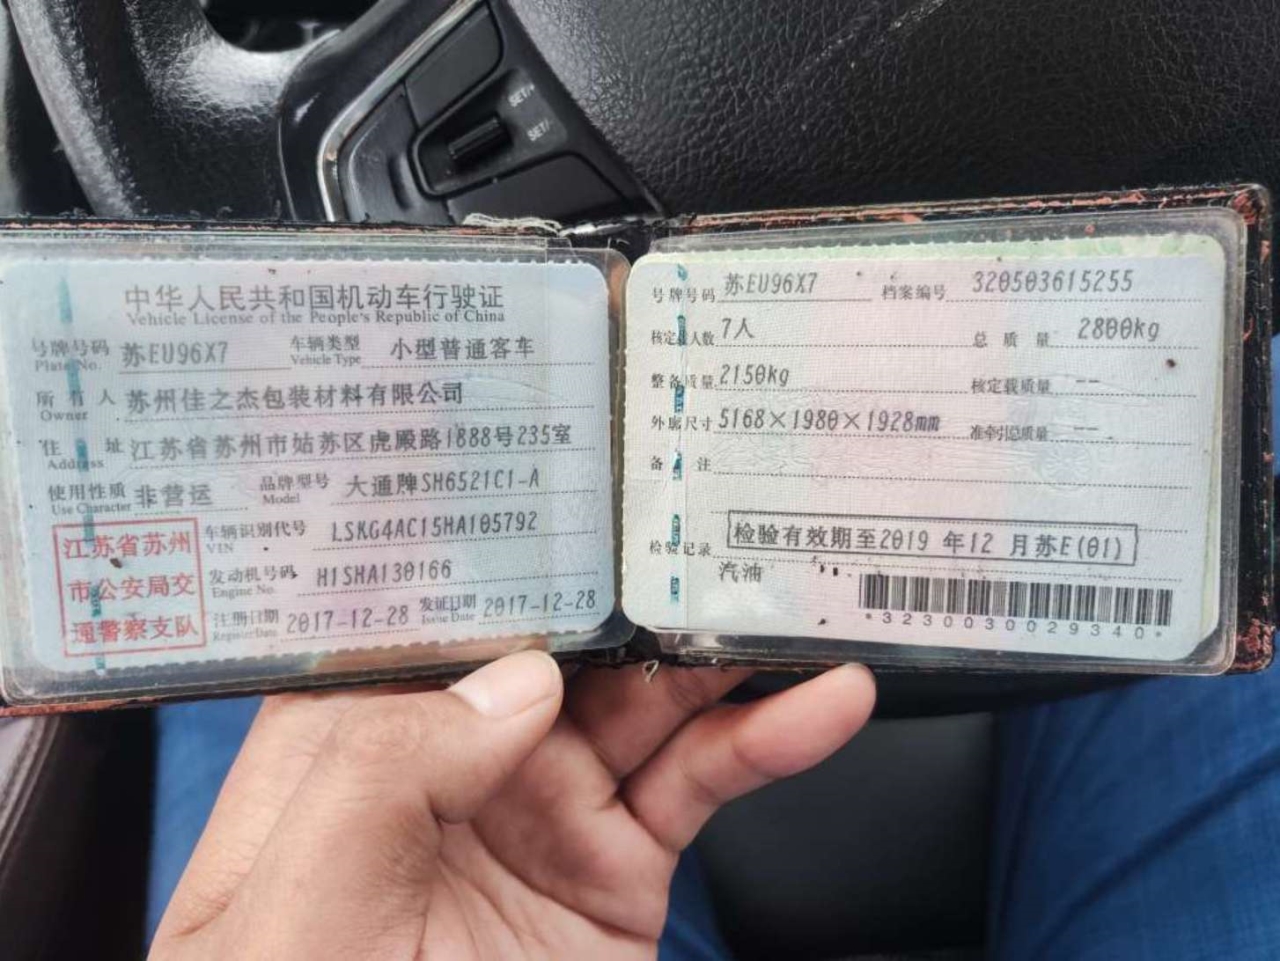 SET/+
SET/-
中华人民共和国机动车行驶证
Vehicle License of the People's Republic of China
号牌号码 苏EU96X7 车辆类型 小型普通客车
Plate No. Vehicle Type
所有人 苏州佳之杰包装材料有限公司
Owner
住址 江苏省苏州市姑苏区虎殿路1888号235室
Address
使用性质 非营运 品牌型号 大通牌SH6521C1-A
Use Character Model
江苏省苏州
市公安局交
通警察支队
车辆识别代号 LSKG4AC15HA105792
VIN
发动机号码 H1SHA130166
Engine No.
注册日期 2017-12-28 发证日期 2017-12-28
Register Date Issue Date
号牌号码 苏EU96X7 档案编号 320503615255
核定载人数 7人 总质量 2800kg
整备质量 2150kg 核定载质量 --
外廓尺寸 5168×1980×1928mm 准牵引总质量 --
备注
检验记录 检验有效期至2019年12月苏E(01)
汽油
*3230030029340*